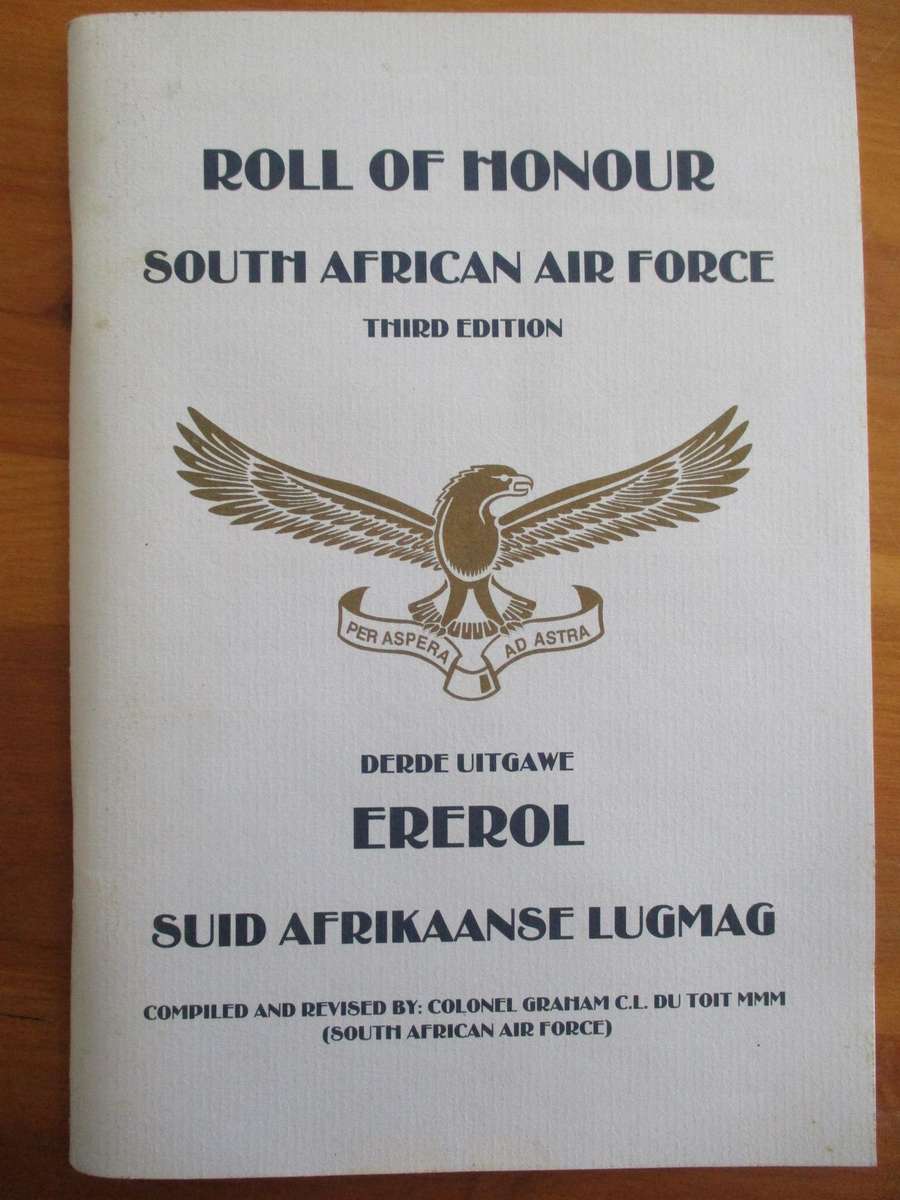 ROLL OF HONOUR
SOUTH AFRICAN AIR FORCE
THIRD EDITION
PER ASPERA AD ASTRA
DERDE UITGAWE
EREROL
SUID AFRIKAANSE LUGMAG
COMPILED AND REVISED BY: COLONEL GRAHAM C.L. DU TOIT MMM
(SOUTH AFRICAN AIR FORCE)